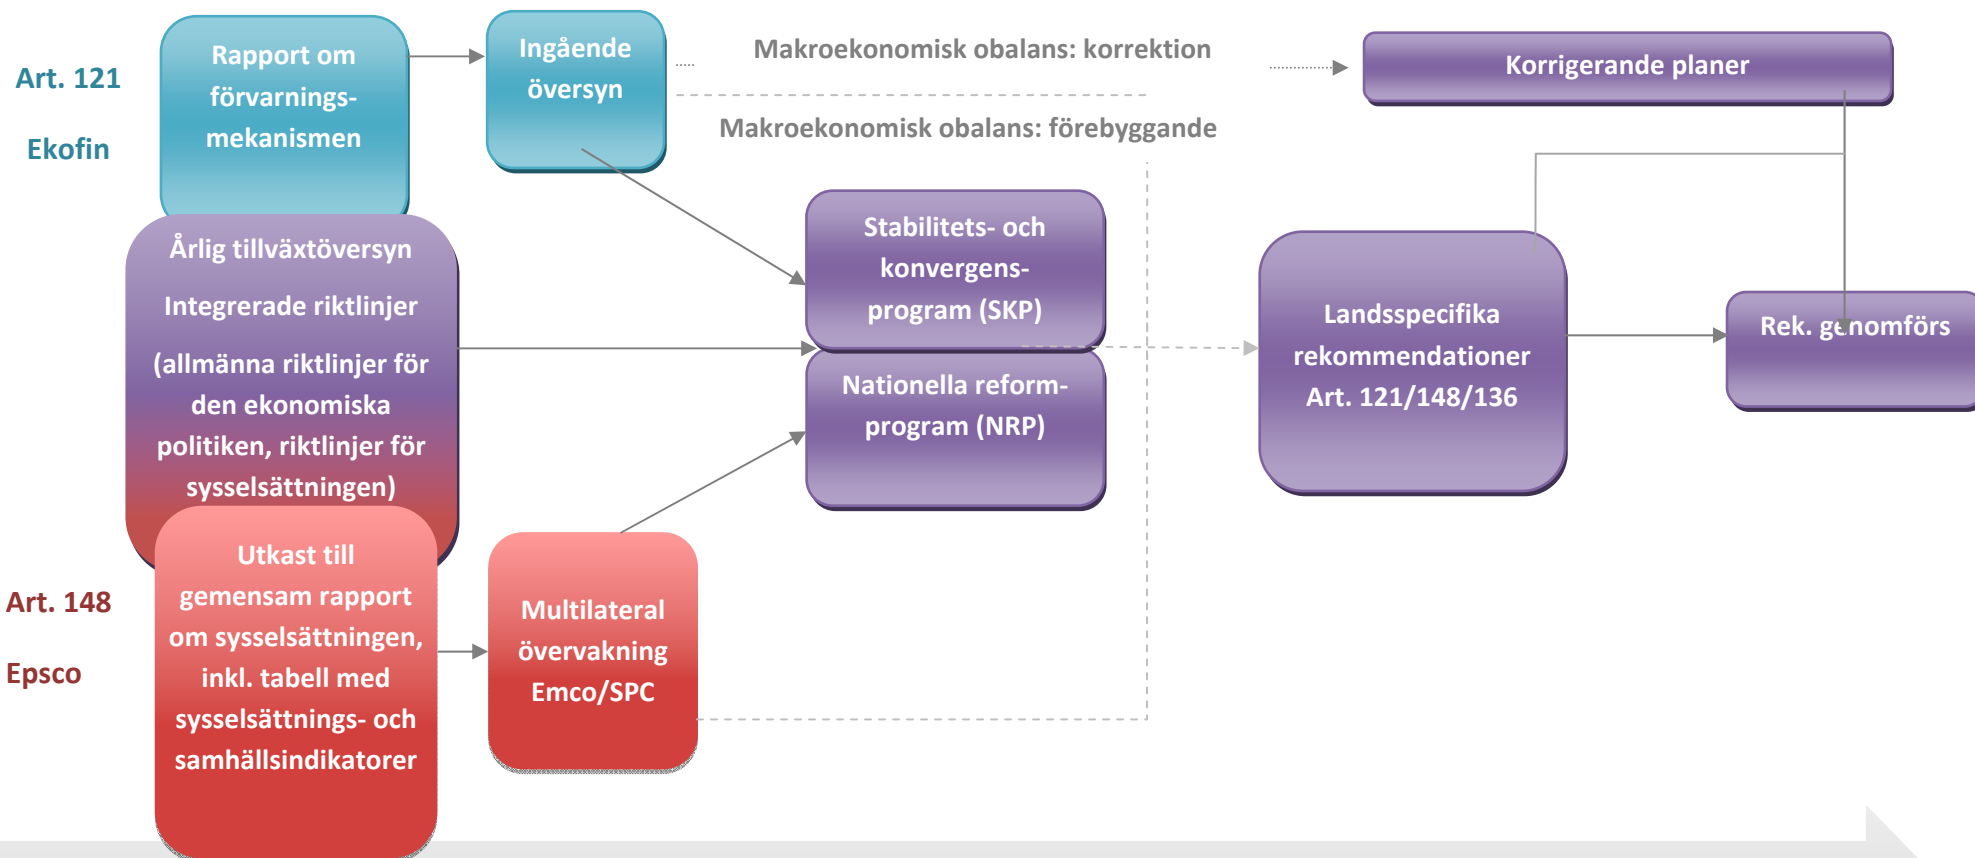 Art. 121
Ekofin
Rapport om
förvarnings-
mekanismen
Ingående
översyn
Makroekonomisk obalans: korrektion
Makroekonomisk obalans: förebyggande
Korrigerande planer
Årlig tillväxtöversyn
Integrerade riktlinjer
(allmänna riktlinjer för
den ekonomiska
politiken, riktlinjer för
sysselsättningen)
Stabilitets- och
konvergens-
program (SKP)
Nationella reform-
program (NRP)
Landsspecifika
rekommendationer
Art. 121/148/136
Rek. genomförs
Art. 148
Epsco
Utkast till
gemensam rapport
om sysselsättningen,
inkl. tabell med
sysselsättnings- och
samhällsindikatorer
Multilateral
övervakning
Emco/SPC